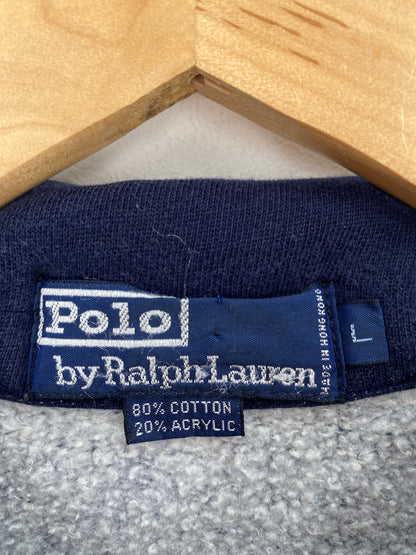 Polo
by Ralph Lauren
MADE IN HONG KONG
L
80% COTTON
20% ACRYLIC